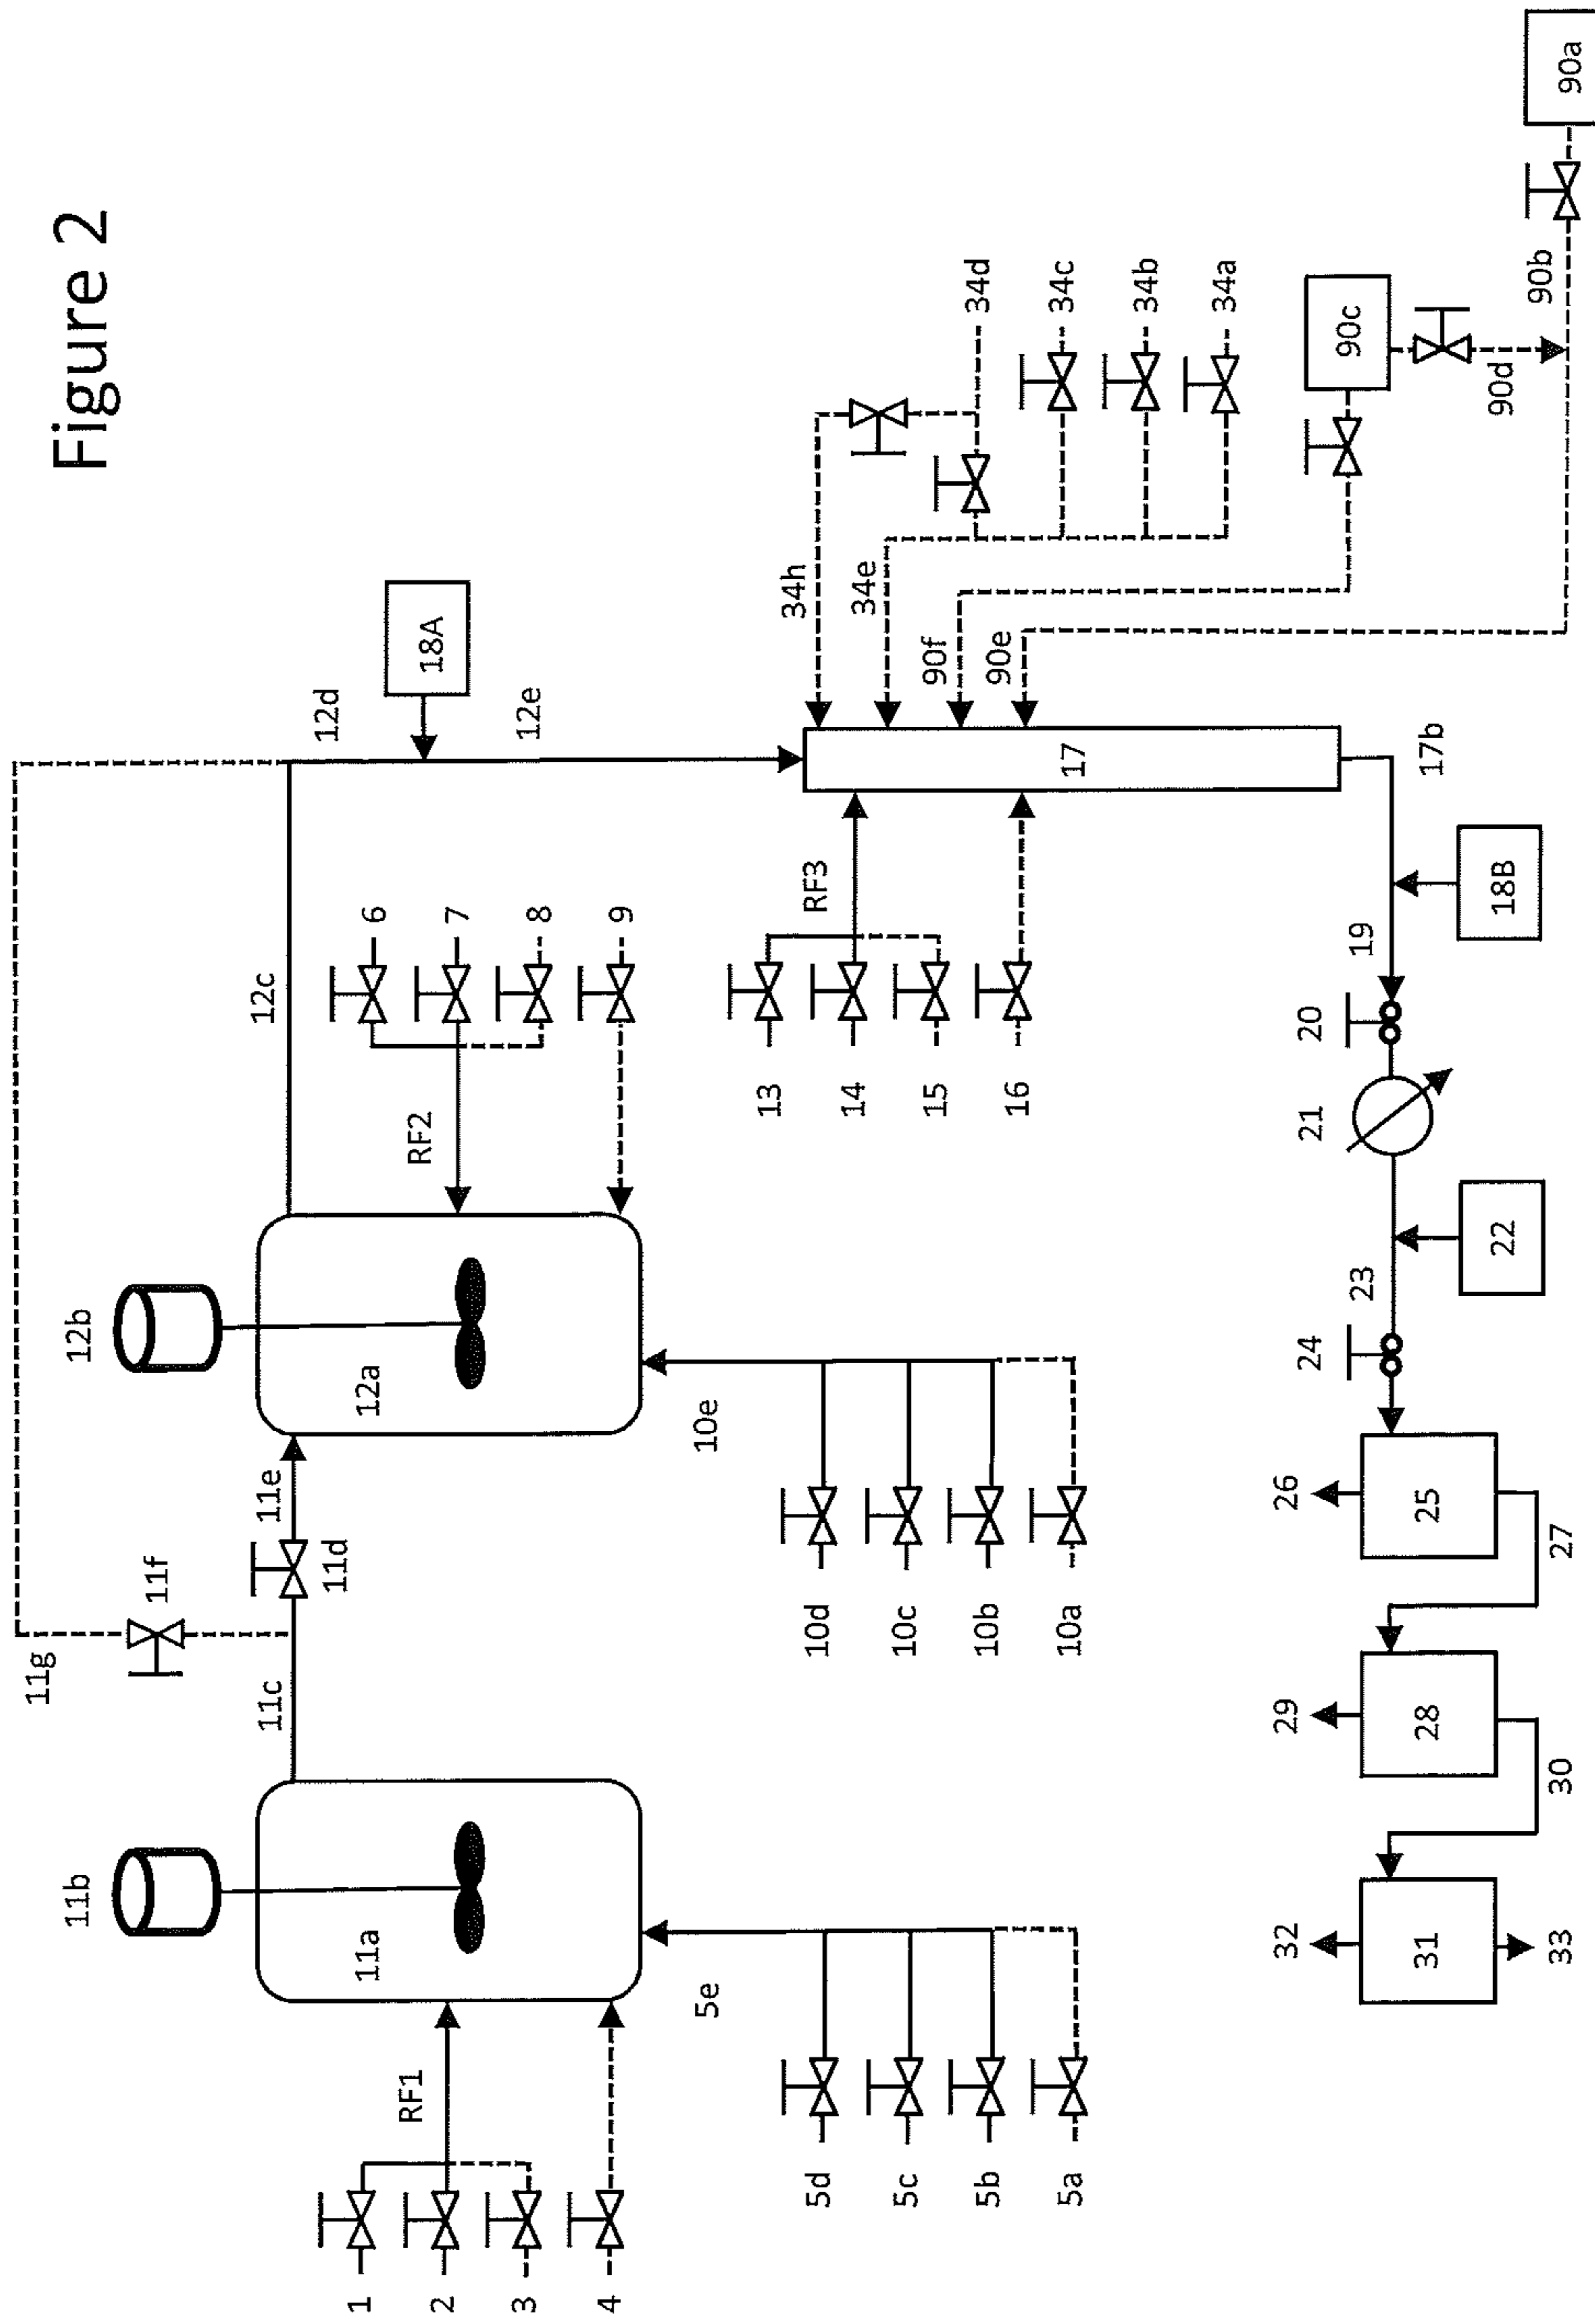 Figure 2
11g
11f
11b
12b
11c
11d
11e
12c
12d
11a
12a
18A
12e
1
2
3
4
RF1
RF2
6
7
8
9
5e
10e
5d
5c
5b
5a
10d
10c
10b
10a
13
14
15
16
RF3
17
34h
34e
90f
90e
34d
34c
34b
34a
90c
90d
90b
90a
17b
18B
19
20
21
22
23
24
25
26
27
28
29
30
31
32
33